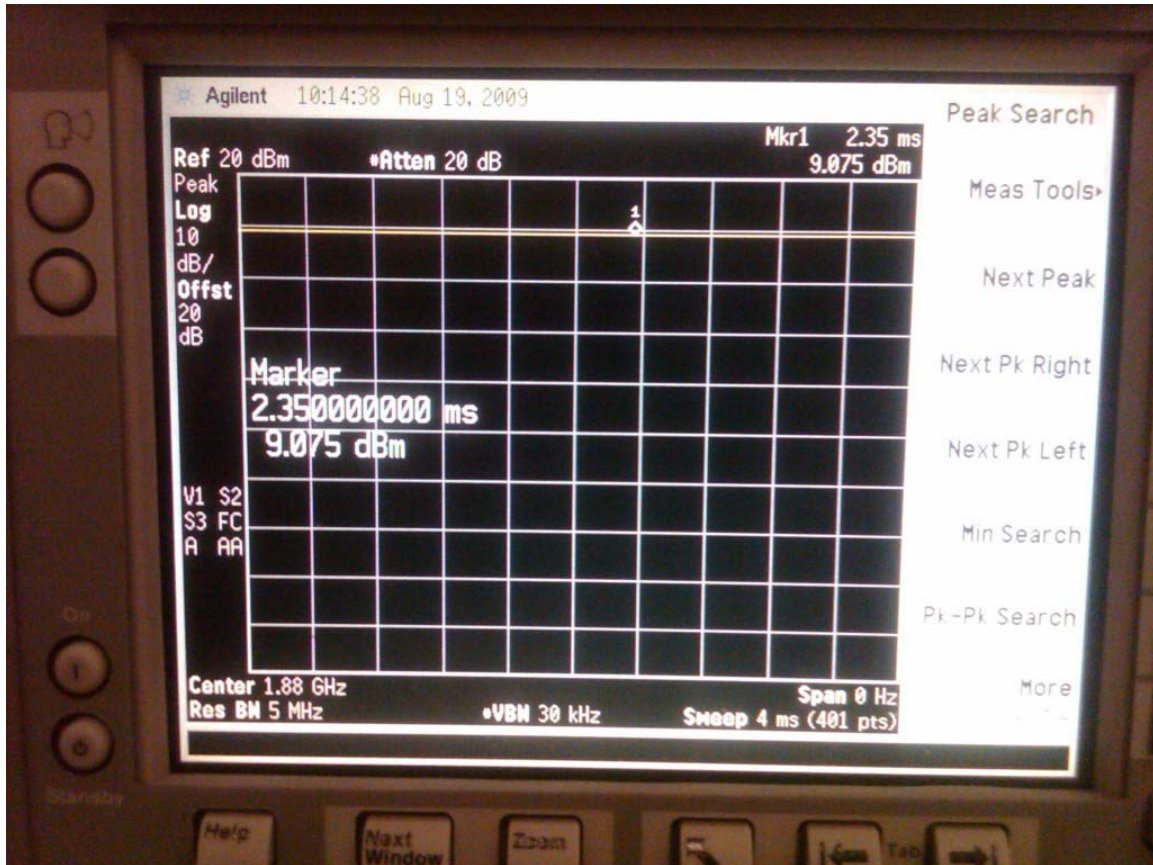 Agilent 10:14:38 Aug 19, 2009
Peak Search
Mkr1 2.35 ms
Ref 20 dBm •Atten 20 dB 9.075 dBm
Peak
Log
10
dB/
Offst
20
dB
1
Marker
2.350000000 ms
9.075 dBm
V1 S2
S3 FC
A AA
Center 1.88 GHz Span 0 Hz
Res BW 5 MHz •VBW 30 kHz Sweep 4 ms (401 pts)
Meas Tools▸
Next Peak
Next Pk Right
Next Pk Left
Min Search
Pk-Pk Search
More
On
Standby
Help
Next
Window
Zoom
Tab